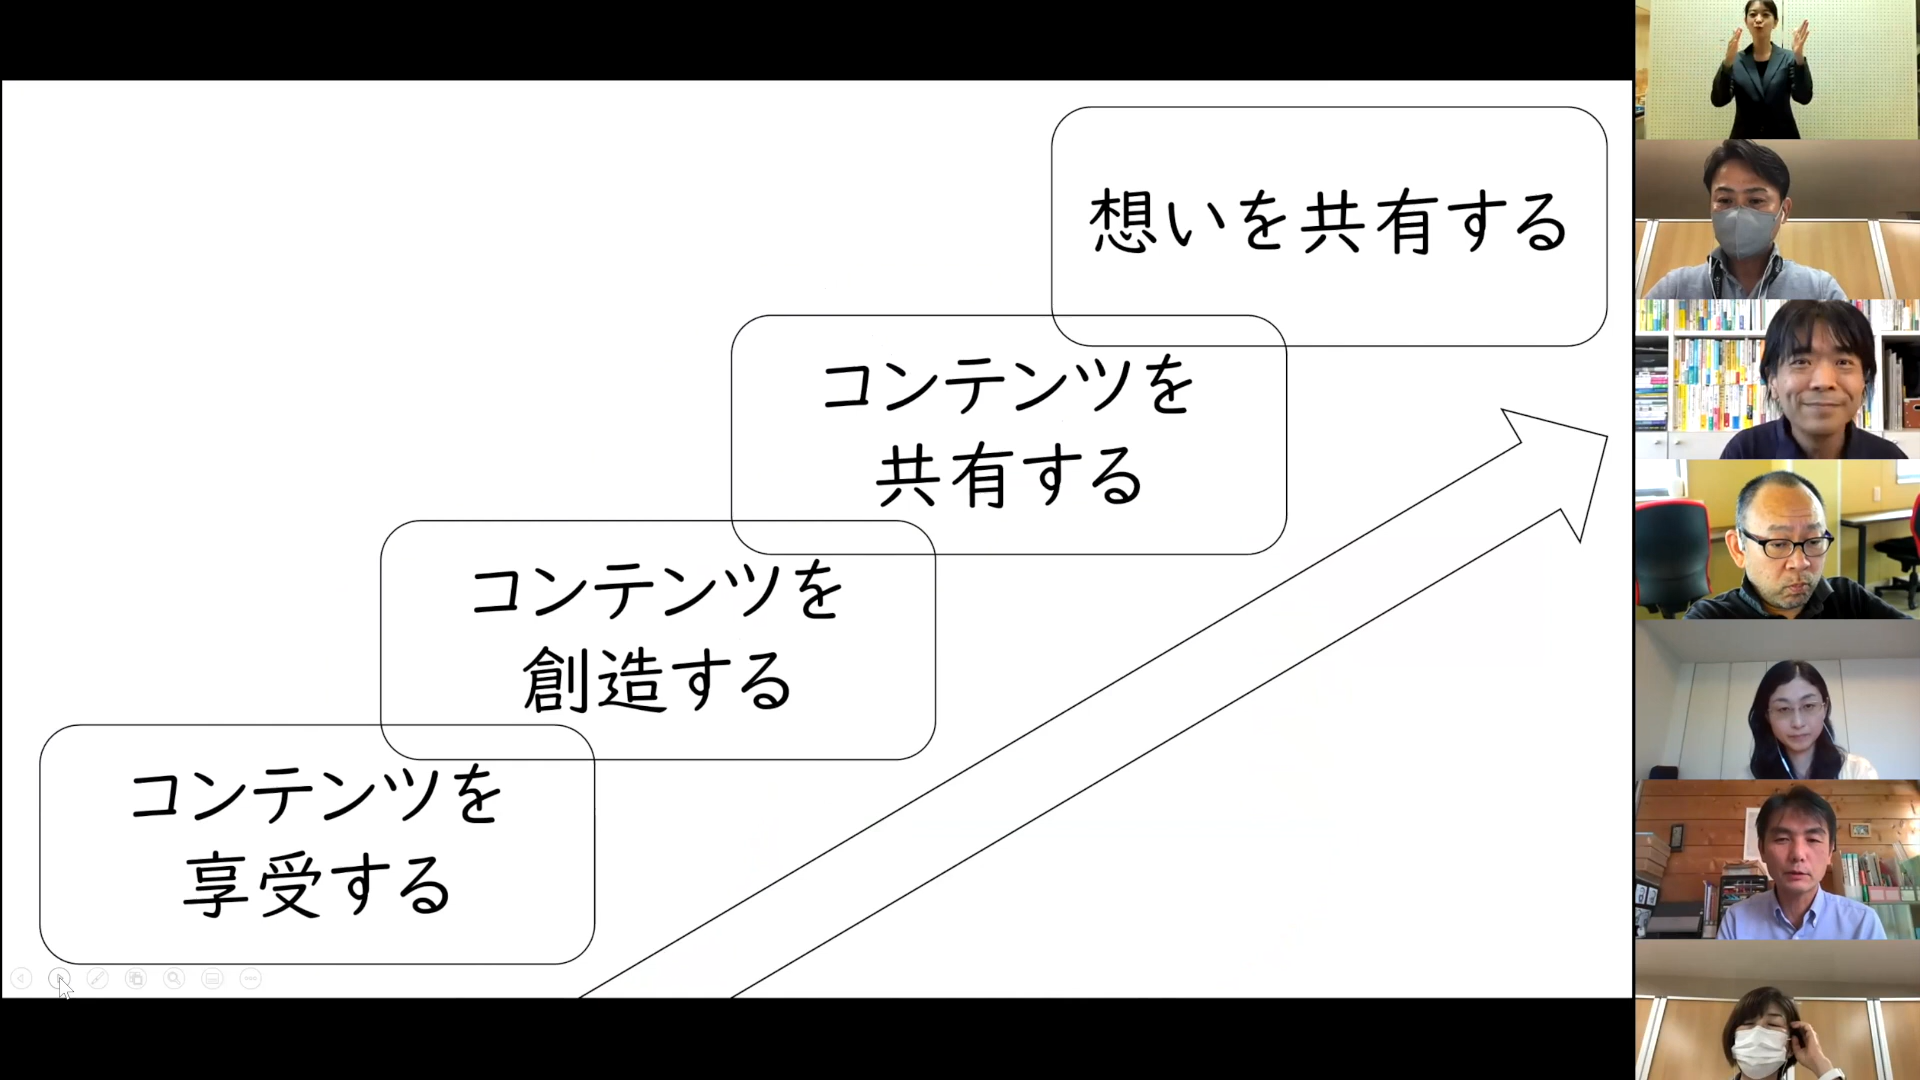 想いを共有する
コンテンツを
共有する
コンテンツを
創造する
コンテンツを
享受する